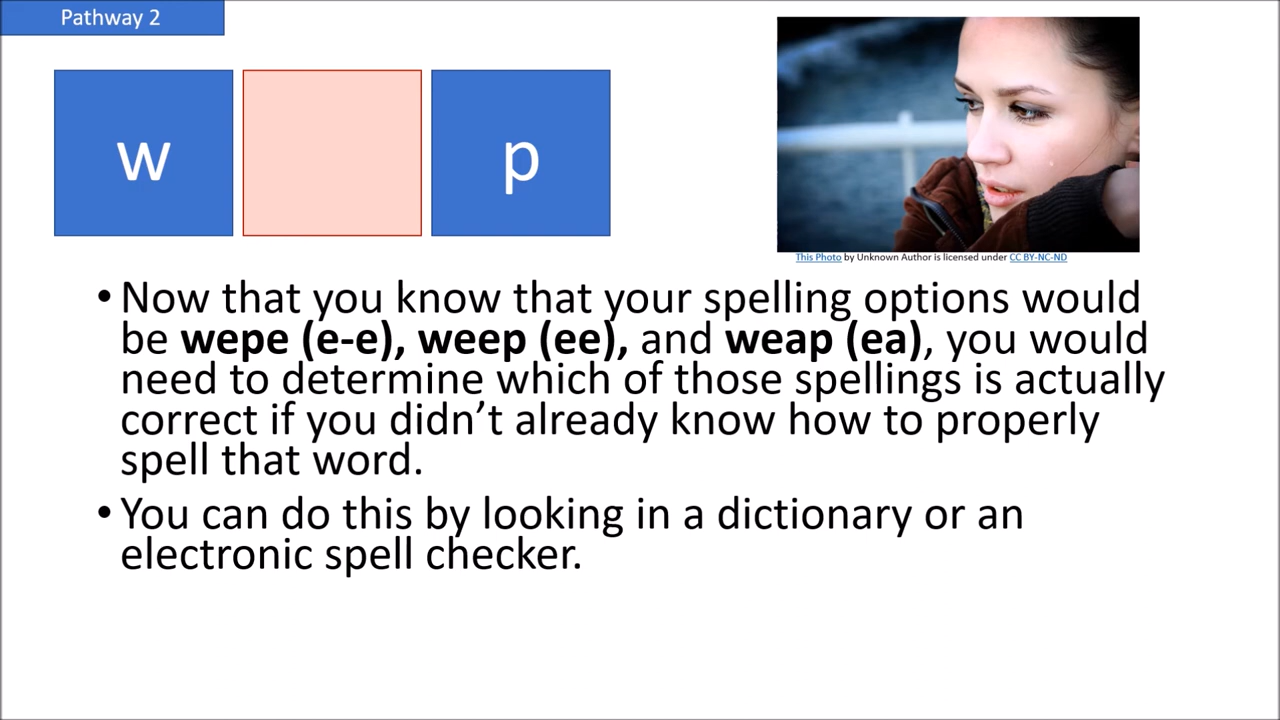 Pathway 2
w
p
This Photo by Unknown Author is licensed under CC BY-NC-ND
• Now that you know that your spelling options would
be wepe (e-e), weep (ee), and weap (ea), you would
need to determine which of those spellings is actually
correct if you didn’t already know how to properly
spell that word.
• You can do this by looking in a dictionary or an
electronic spell checker.